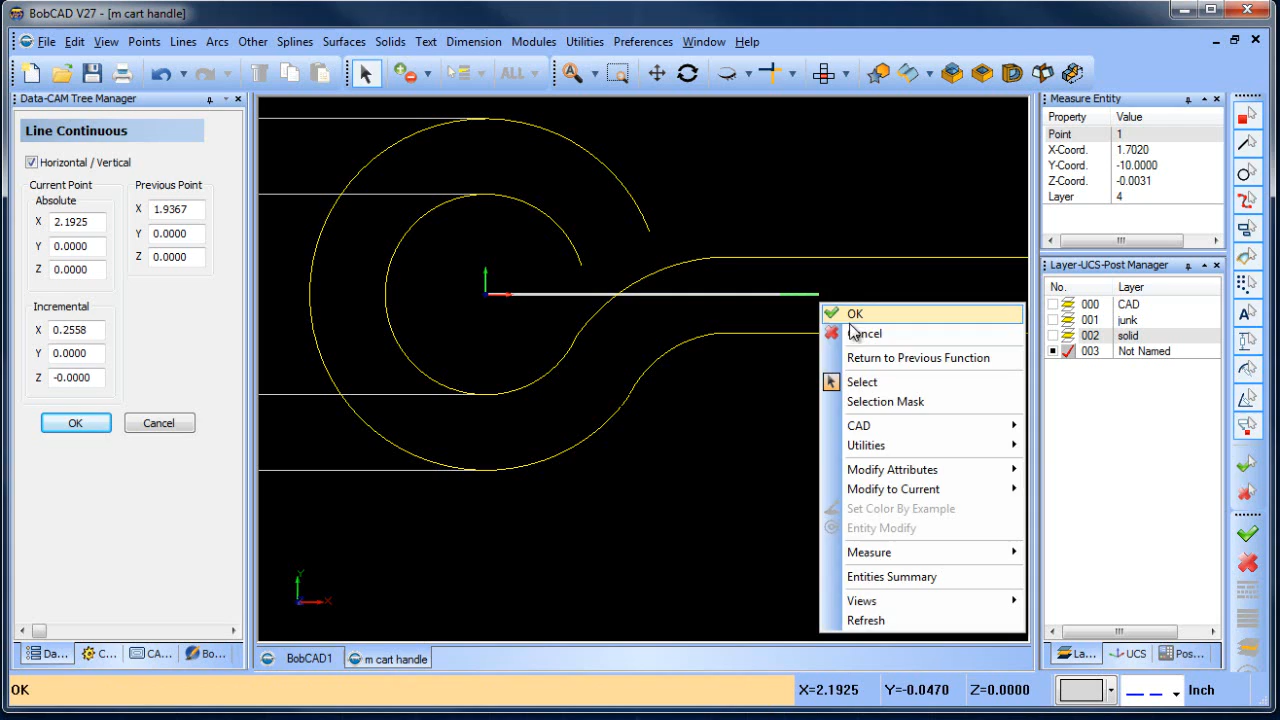 BobCAD V27 - [m cart handle]
File Edit View Points Lines Arcs Other Splines Surfaces Solids Text Dimension Modules Utilities Preferences Window Help
ALL
Data-CAM Tree Manager
Line Continuous
Horizontal / Vertical
Current Point Previous Point
Absolute
X 2.1925 X 1.9367
Y 0.0000 Y 0.0000
Z 0.0000 Z 0.0000
Incremental
X 0.2558
Y 0.0000
Z -0.0000
OK Cancel
Da... C... CA... Bo...
Y
X
OK
Cancel
Return to Previous Function
Select
Selection Mask
CAD
Utilities
Modify Attributes
Modify to Current
Set Color By Example
Entity Modify
Measure
Entities Summary
Views
Refresh
BobCAD1 m cart handle
Measure Entity
Property Value
Point 1
X-Coord. 1.7020
Y-Coord. -10.0000
Z-Coord. -0.0031
Layer 4
Layer-UCS-Post Manager
No. Layer
000 CAD
001 junk
002 solid
003 Not Named
La... UCS Pos...
OK X=2.1925 Y=-0.0470 Z=0.0000 Inch